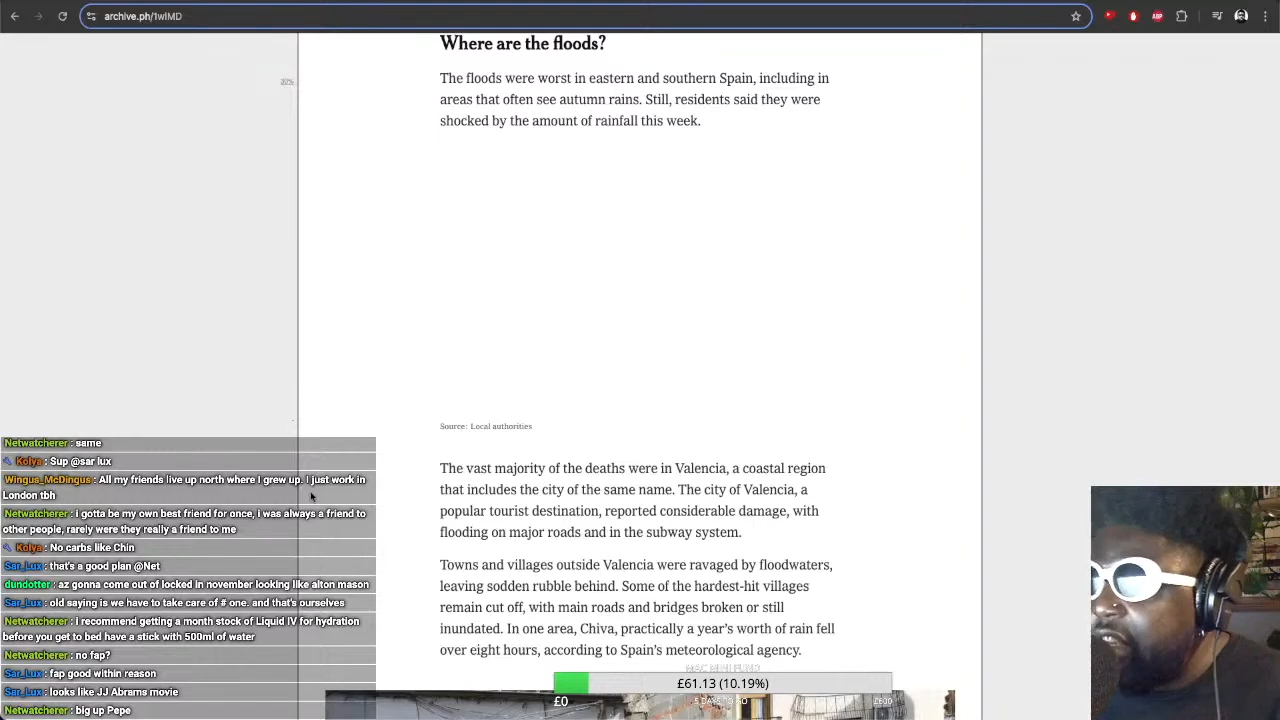 archive.ph/1wIMD
ABP
Where are the floods?
The floods were worst in eastern and southern Spain, including in
areas that often see autumn rains. Still, residents said they were
shocked by the amount of rainfall this week.
Source: Local authorities
The vast majority of the deaths were in Valencia, a coastal region
that includes the city of the same name. The city of Valencia, a
popular tourist destination, reported considerable damage, with
flooding on major roads and in the subway system.
Towns and villages outside Valencia were ravaged by floodwaters,
leaving sodden rubble behind. Some of the hardest-hit villages
remain cut off, with main roads and bridges broken or still
inundated. In one area, Chiva, practically a year’s worth of rain fell
over eight hours, according to Spain’s meteorological agency.
Netwatcherer : same
Kolya : Sup @sar lux
Wingus_McDingus : All my friends live up north where I grew up. I just work in
London tbh
Netwatcherer : i gotta be my own best friend for once, i was always a friend to
other people, rarely were they really a friend to me
Kolya : No carbs like Chin
Sar_Lux : that's a good plan @Net
dundotter : az gonna come out of locked in november looking like alton mason
Sar_Lux : old saying is we have to take care of # one. and that's ourselves
Netwatcherer : I recommend getting a month stock of Liquid IV for hydration
before you get to bed have a stick with 500ml of water
Netwatcherer : no fap?
Sar_Lux : fap good within reason
Sar_Lux : looks like JJ Abrams movie
Netwatcherer : big up Pepe
MAC MINI FUND
£61.13 (10.19%)
£0
5 DAYS TO GO
£600